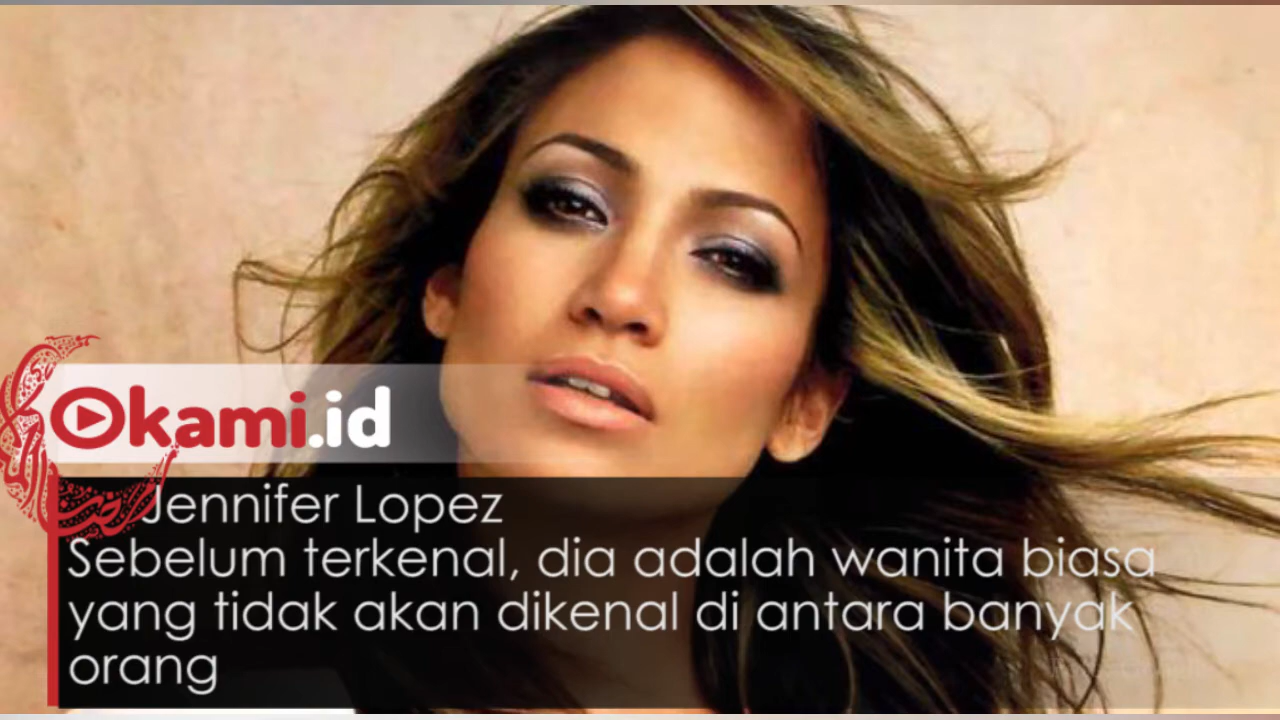 Okami.id
Jennifer Lopez
Sebelum terkenal, dia adalah wanita biasa
yang tidak akan dikenal di antara banyak
orang